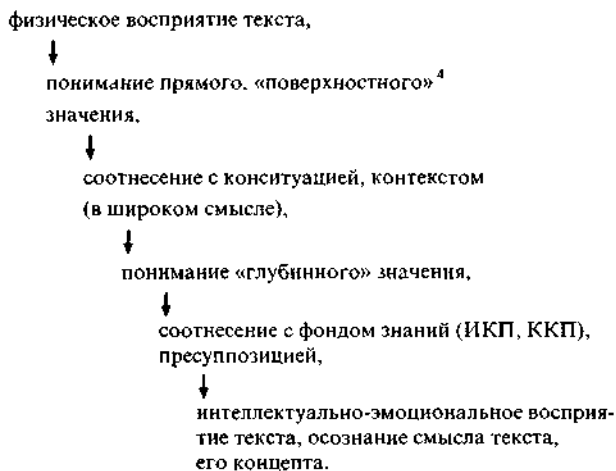 физическое восприятие текста,
понимание прямого, «поверхностного»⁴
значения,
соотнесение с конситуацией, контекстом
(в широком смысле),
понимание «глубинного» значения,
соотнесение с фондом знаний (ИКП, ККП),
пресуппозицией,
интеллектуально-эмоциональное восприя-
тие текста, осознание смысла текста,
его концепта.